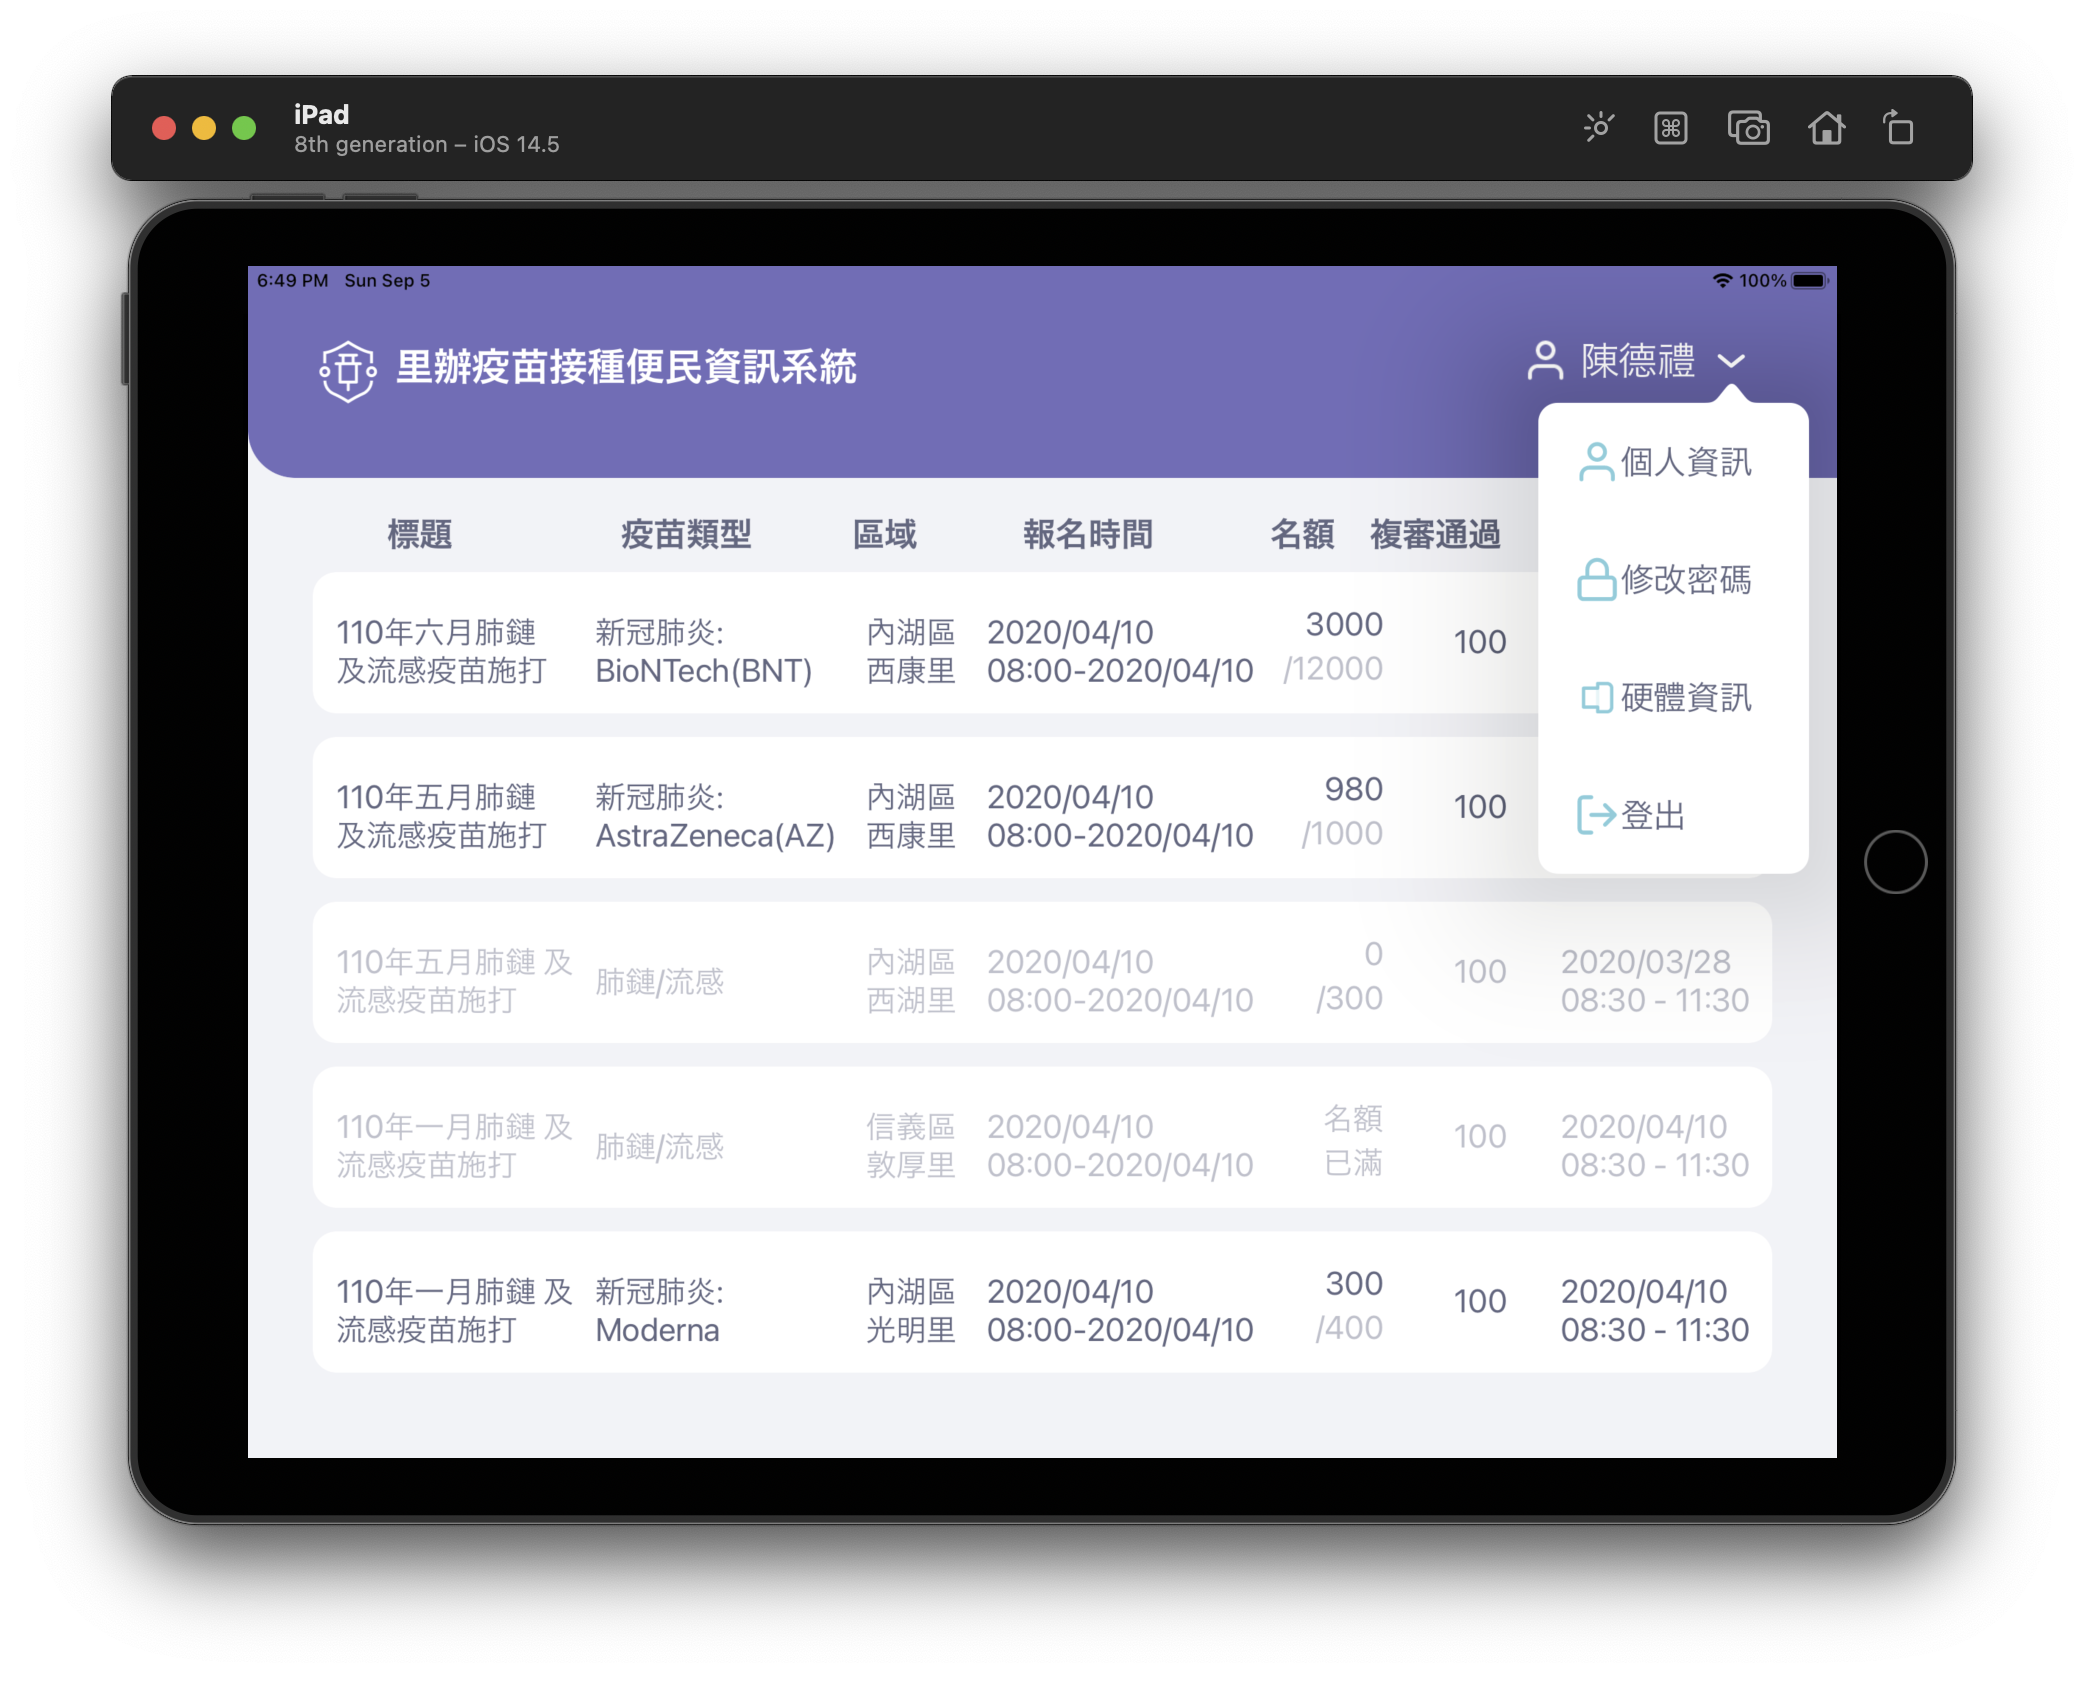 iPad
8th generation – iOS 14.5
6:49 PM Sun Sep 5
100%
里辦疫苗接種便民資訊系統
陳德禮
個人資訊
修改密碼
硬體資訊
登出
標題 疫苗類型 區域 報名時間 名額 複審通過
110年六月肺鏈
及流感疫苗施打
新冠肺炎:
BioNTech(BNT)
內湖區
西康里
2020/04/10
08:00-2020/04/10
3000
/12000
100
110年五月肺鏈
及流感疫苗施打
新冠肺炎:
AstraZeneca(AZ)
內湖區
西康里
2020/04/10
08:00-2020/04/10
980
/1000
100
110年五月肺鏈 及
流感疫苗施打
肺鏈/流感
內湖區
西湖里
2020/04/10
08:00-2020/04/10
0
/300
100
2020/03/28
08:30 - 11:30
110年一月肺鏈 及
流感疫苗施打
肺鏈/流感
信義區
敦厚里
2020/04/10
08:00-2020/04/10
名額
已滿
100
2020/04/10
08:30 - 11:30
110年一月肺鏈 及
流感疫苗施打
新冠肺炎:
Moderna
內湖區
光明里
2020/04/10
08:00-2020/04/10
300
/400
100
2020/04/10
08:30 - 11:30